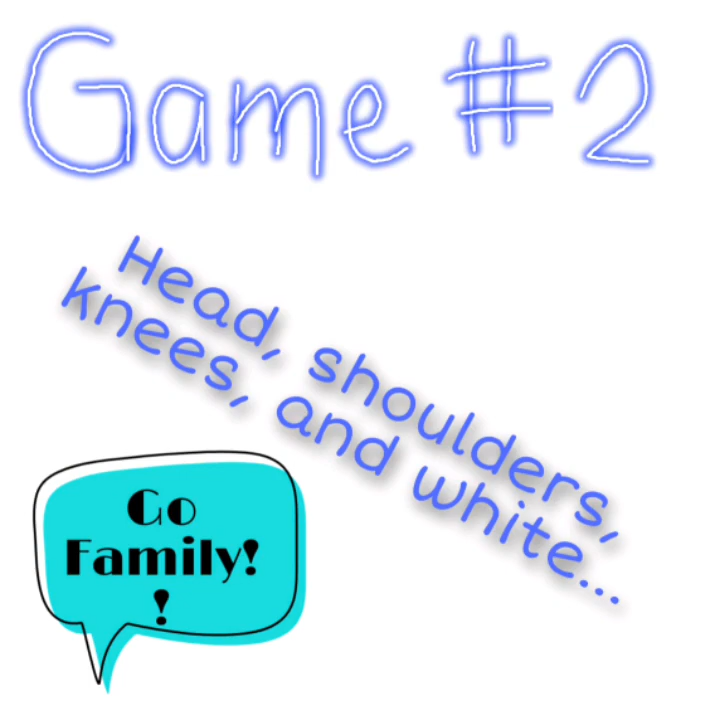 Game #2
Head, shoulders,
knees, and white...
Go
Family!
!